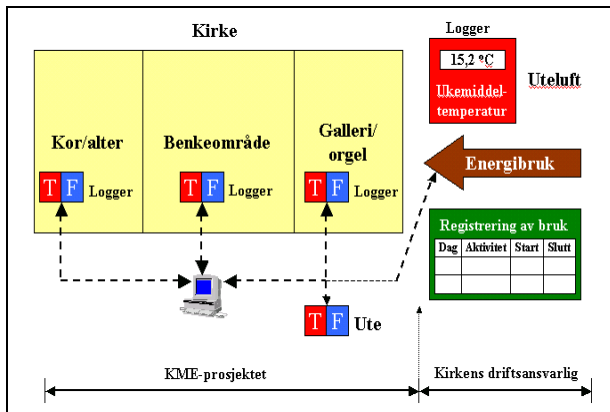 Kirke
Kor/alter
Benkeområde
Galleri/
orgel
T F Logger
T F Logger
T F Logger
T F Ute
Logger
15,2 ºC
Ukemiddel-
temperatur
Uteluft
Energibruk
Registrering av bruk
Dag Aktivitet Start Slutt
KME-prosjektet
Kirkens driftsansvarlig